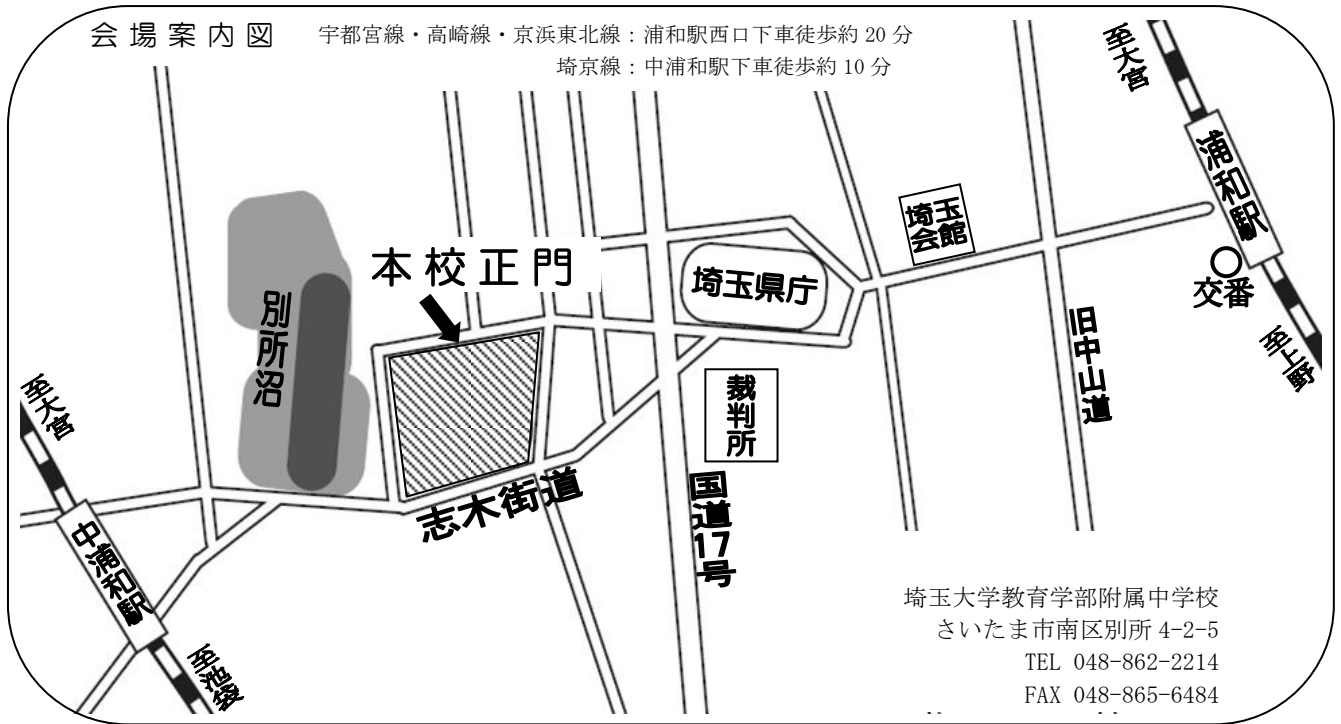 会場案内図
宇都宮線・高崎線・京浜東北線：浦和駅西口下車徒歩約 20 分
埼京線：中浦和駅下車徒歩約 10 分
至大宮
浦和駅
埼玉
会館
本校正門
埼玉県庁
交番
別所沼
旧中山道
至上野
至大宮
裁判所
志木街道
国道17号
中浦和駅
至池袋
埼玉大学教育学部附属中学校
さいたま市南区別所 4-2-5
TEL 048-862-2214
FAX 048-865-6484